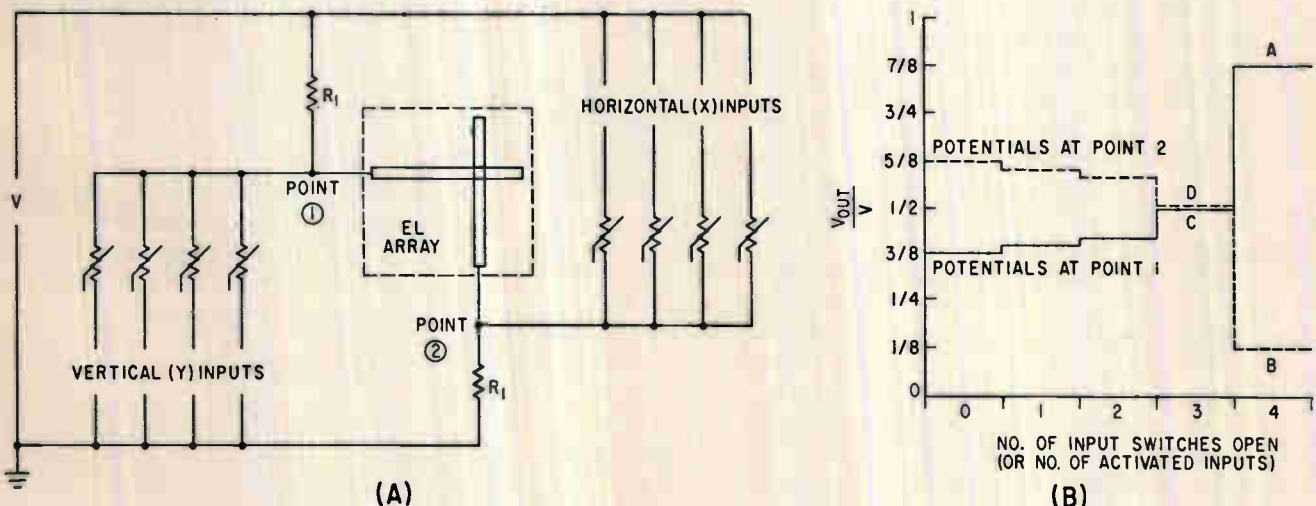 V
R1
HORIZONTAL (X) INPUTS
POINT
①
EL
ARRAY
POINT
②
VERTICAL (Y) INPUTS
R1
(A)
VOUT
V
1
7/8
3/4
5/8
1/2
3/8
1/4
1/8
0
A
POTENTIALS AT POINT 2
D
C
POTENTIALS AT POINT 1
B
0 1 2 3 4
NO. OF INPUT SWITCHES OPEN
(OR NO. OF ACTIVATED INPUTS)
(B)